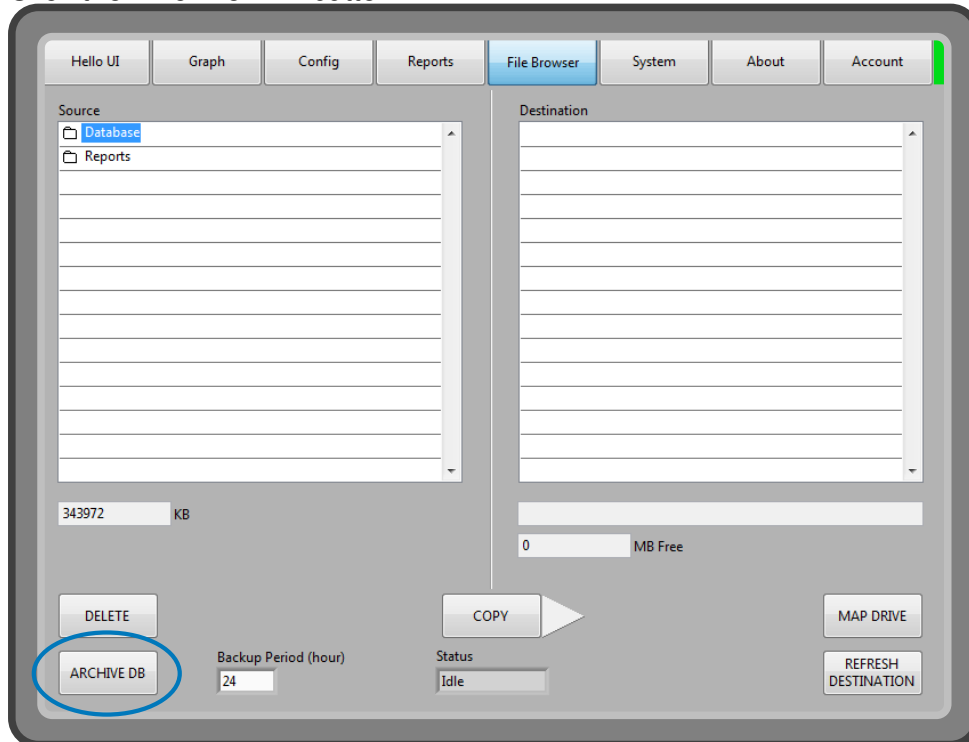 Hello UI Graph Config Reports File Browser System About Account
Source
Database
Reports
343972 KB
Destination
0 MB Free
DELETE
COPY
MAP DRIVE
ARCHIVE DB
Backup Period (hour)
24
Status
Idle
REFRESH
DESTINATION